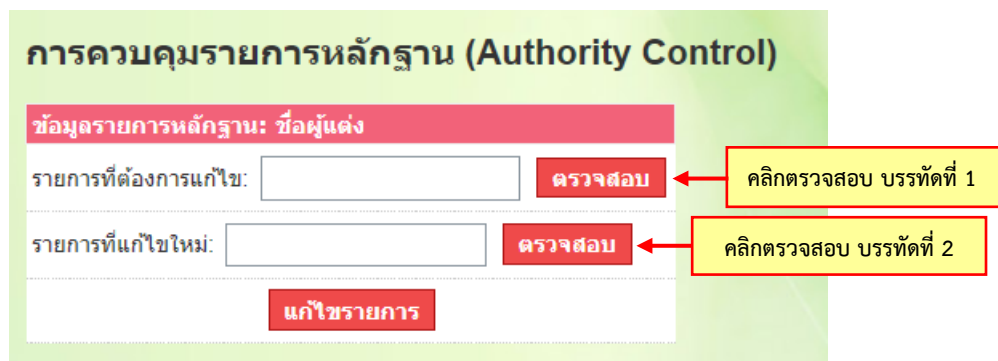 การควบคุมรายการหลักฐาน (Authority Control)
ข้อมูลรายการหลักฐาน: ชื่อผู้แต่ง
รายการที่ต้องการแก้ไข: ตรวจสอบ คลิกตรวจสอบ บรรทัดที่ 1
รายการที่แก้ไขใหม่: ตรวจสอบ คลิกตรวจสอบ บรรทัดที่ 2
แก้ไขรายการ